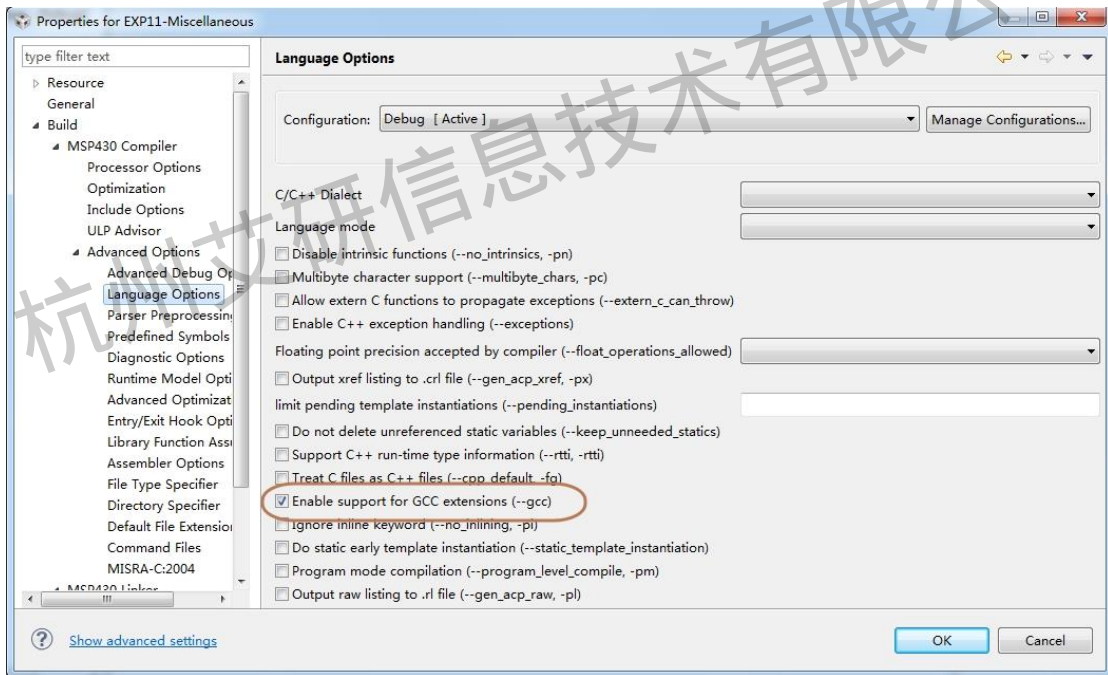 Properties for EXP11-Miscellaneous
type filter text
Resource
General
Build
MSP430 Compiler
Processor Options
Optimization
Include Options
ULP Advisor
Advanced Options
Advanced Debug Op
Language Options
Parser Preprocessing
Predefined Symbols
Diagnostic Options
Runtime Model Opti
Advanced Optimizat
Entry/Exit Hook Opti
Library Function Assi
Assembler Options
File Type Specifier
Directory Specifier
Default File Extension
Command Files
MISRA-C:2004
MSP430 Linker
Language Options
Configuration: Debug [ Active ]
Manage Configurations...
C/C++ Dialect
Language mode
Disable intrinsic functions (--no_intrinsics, -pn)
Multibyte character support (--multibyte_chars, -pc)
Allow extern C functions to propagate exceptions (--extern_c_can_throw)
Enable C++ exception handling (--exceptions)
Floating point precision accepted by compiler (--float_operations_allowed)
Output xref listing to .crl file (--gen_acp_xref, -px)
limit pending template instantiations (--pending_instantiations)
Do not delete unreferenced static variables (--keep_unneeded_statics)
Support C++ run-time type information (--rtti, -rtti)
Treat C files as C++ files (--cpp_default, -fg)
Enable support for GCC extensions (--gcc)
Ignore inline keyword (--no_inlining, -pi)
Do static early template instantiation (--static_template_instantiation)
Program mode compilation (--program_level_compile, -pm)
Output raw listing to .rl file (--gen_acp_raw, -pl)
Show advanced settings
OK
Cancel
杭州艾研信息技术有限公